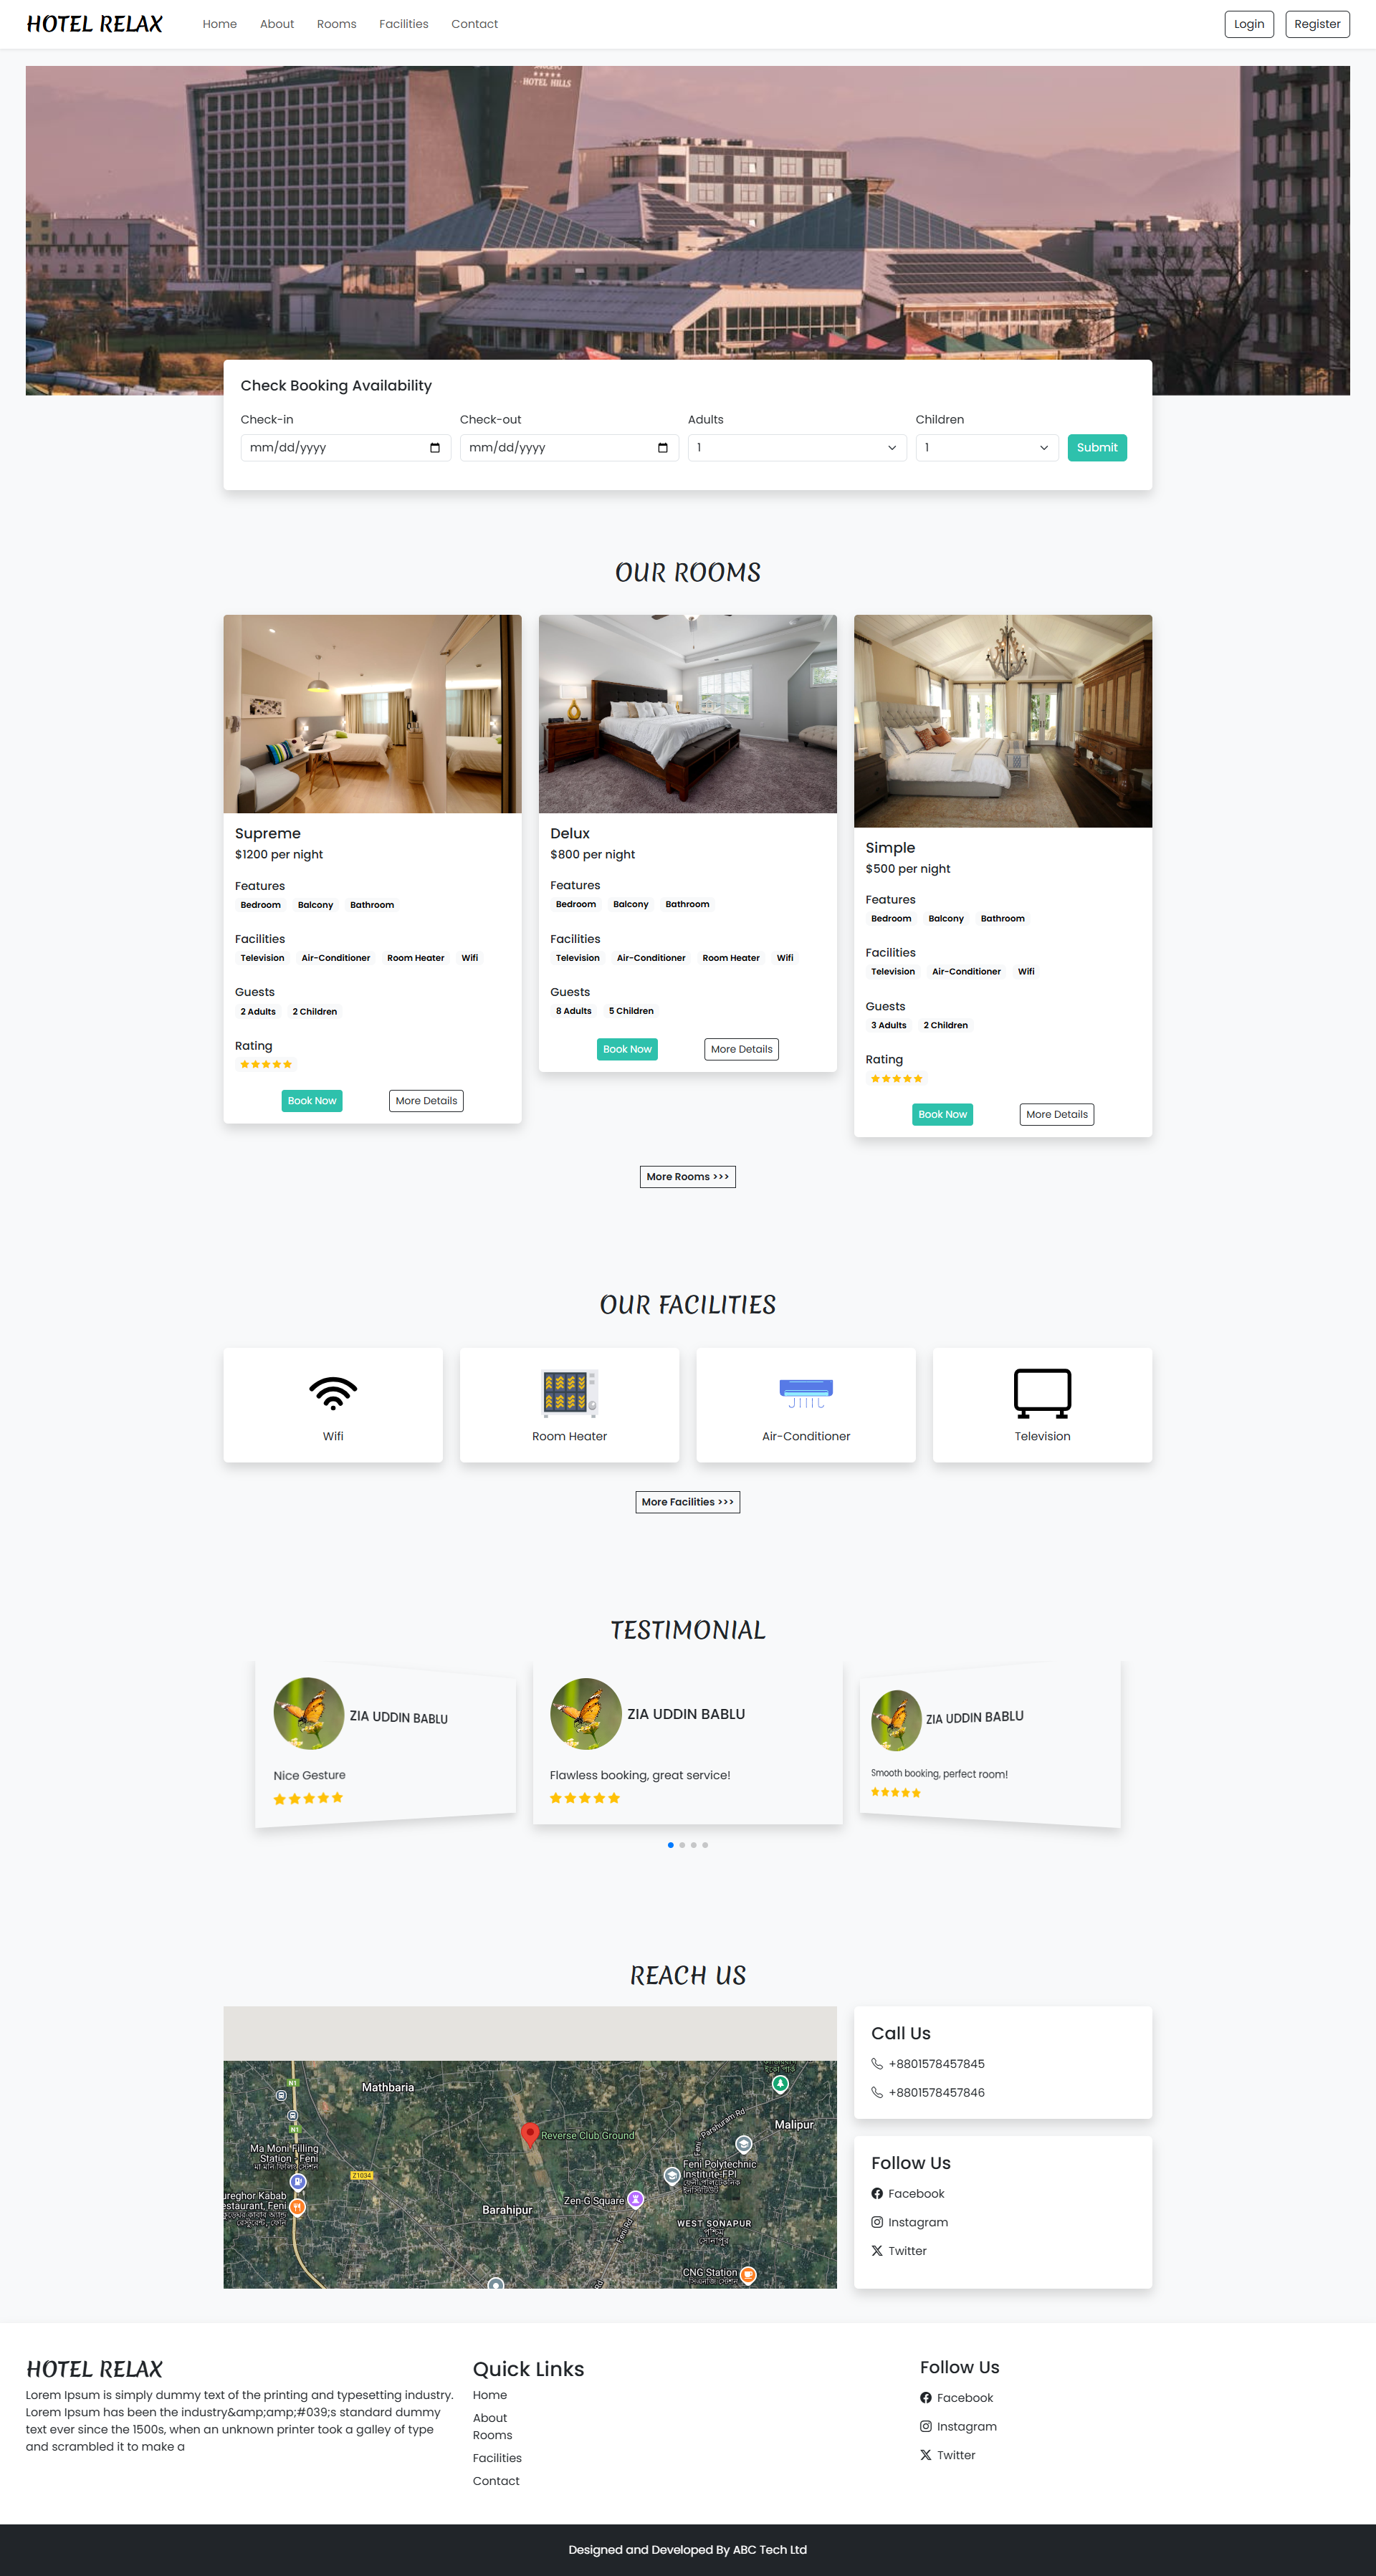 HOTEL RELAX
Home
About
Rooms
Facilities
Contact
Login
Register
HOTEL HILLS
Check Booking Availability
Check-in
Check-out
Adults
Children
mm/dd/yyyy
mm/dd/yyyy
1
1
Submit
OUR ROOMS
Supreme
$1200 per night
Features
Bedroom Balcony Bathroom
Facilities
Television Air-Conditioner Room Heater Wifi
Guests
2 Adults 2 Children
Rating
Book Now
More Details
Delux
$800 per night
Features
Bedroom Balcony Bathroom
Facilities
Television Air-Conditioner Room Heater Wifi
Guests
8 Adults 5 Children
Book Now
More Details
Simple
$500 per night
Features
Bedroom Balcony Bathroom
Facilities
Television Air-Conditioner Wifi
Guests
3 Adults 2 Children
Rating
Book Now
More Details
More Rooms >>>
OUR FACILITIES
Wifi
Room Heater
Air-Conditioner
Television
More Facilities >>>
TESTIMONIAL
ZIA UDDIN BABLU
Nice Gesture
ZIA UDDIN BABLU
Flawless booking, great service!
ZIA UDDIN BABLU
Smooth booking, perfect room!
REACH US
N1
Mathbaria
N1
Ma Moni Filling
Station - Feni
Z1034
Reverse Club Ground
Parshuram Rd
Feni
Malipur
Feni Polytechnic
Institute-FPI
ureghor Kabab
estaurant, Feni
Barahipur
Zen-G Square
Feni Rd
WEST SONAPUR
পশ্চিম
সোনাপুর
CNG Station
Rd
Call Us
+8801578457845
+8801578457846
Follow Us
Facebook
Instagram
Twitter
HOTEL RELAX
Lorem Ipsum is simply dummy text of the printing and typesetting industry.
Lorem Ipsum has been the industry&amp;amp;#039;s standard dummy
text ever since the 1500s, when an unknown printer took a galley of type
and scrambled it to make a
Quick Links
Home
About
Rooms
Facilities
Contact
Follow Us
Facebook
Instagram
Twitter
Designed and Developed By ABC Tech Ltd